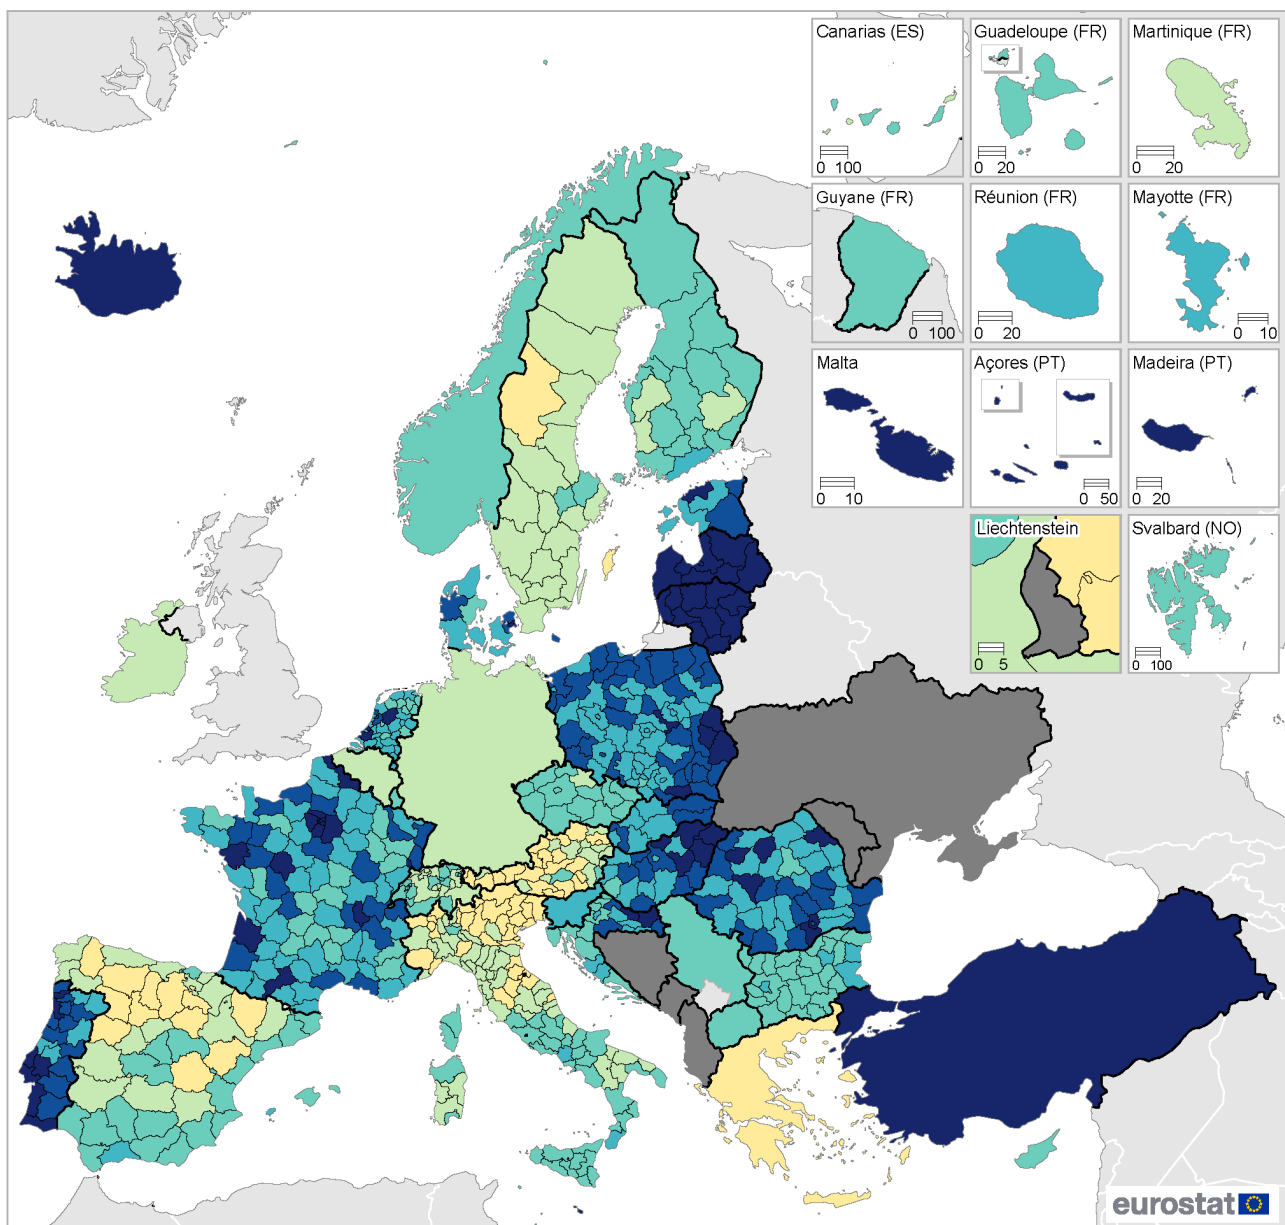 Canarias (ES)
0 100
Guadeloupe (FR)
0 20
Martinique (FR)
0 20
Guyane (FR)
0 100
Réunion (FR)
0 20
Mayotte (FR)
0 10
Malta
0 10
Açores (PT)
0 50
Madeira (PT)
0 20
Liechtenstein
0 5
Svalbard (NO)
0 100
eurostat